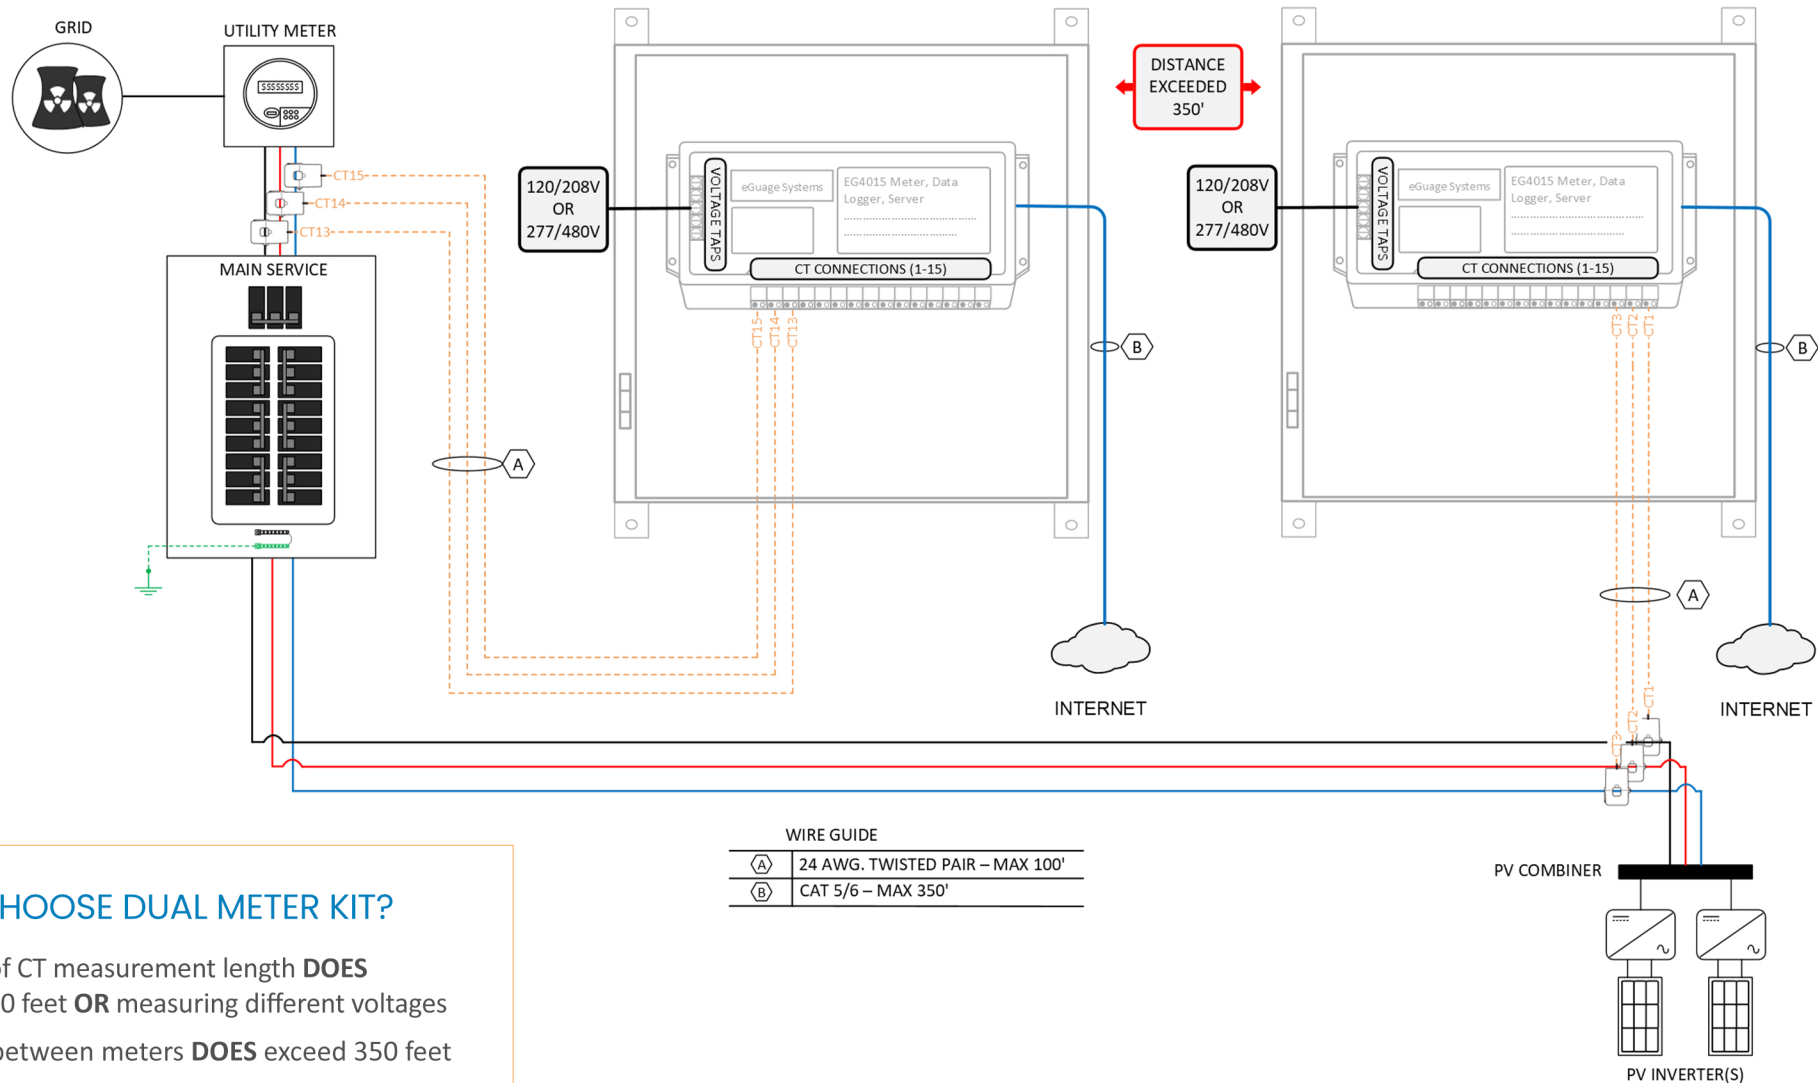 GRID
UTILITY METER
SSSSSSSS
CT15
CT14
CT13
MAIN SERVICE
120/208V
OR
277/480V
VOLTAGE TAPS
eGuage Systems
EG4015 Meter, Data
Logger, Server
CT CONNECTIONS (1-15)
CT15
CT14
CT13
A
B
INTERNET
DISTANCE
EXCEEDED
350'
120/208V
OR
277/480V
VOLTAGE TAPS
eGuage Systems
EG4015 Meter, Data
Logger, Server
CT CONNECTIONS (1-15)
CT3
CT2
CT1
B
A
INTERNET
CT1
CT2
CT3
WIRE GUIDE
A 24 AWG. TWISTED PAIR – MAX 100'
B CAT 5/6 – MAX 350'
PV COMBINER
PV INVERTER(S)
HOOSE DUAL METER KIT?
of CT measurement length DOES
0 feet OR measuring different voltages
between meters DOES exceed 350 feet